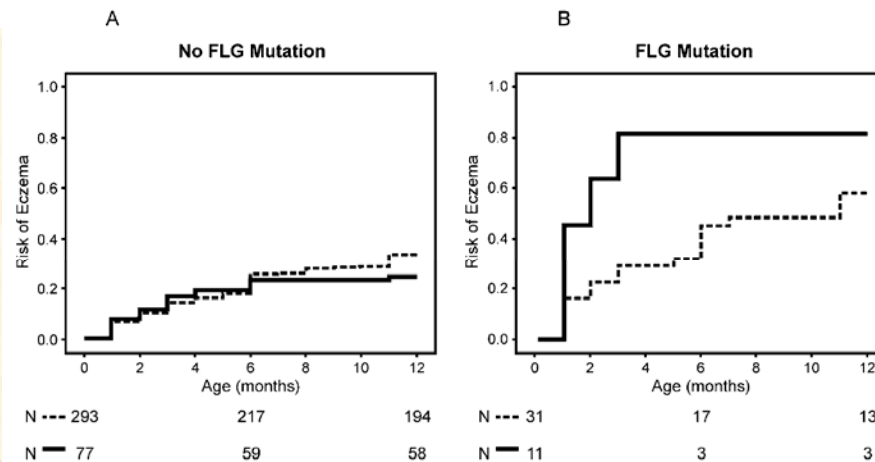 A
No FLG Mutation
Risk of Eczema
1.0
0.8
0.6
0.4
0.2
0.0
0 2 4 6 8 10 12
Age (months)
N 293 217 194
N 77 59 58
B
FLG Mutation
Risk of Eczema
1.0
0.8
0.6
0.4
0.2
0.0
0 2 4 6 8 10 12
Age (months)
N 31 17 13
N 11 3 3